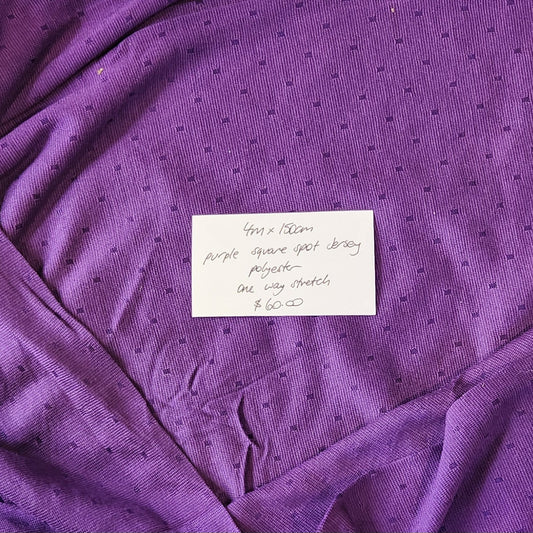 4m x 150cm
purple square spot Jersey
polyester
one way stretch
$60.00